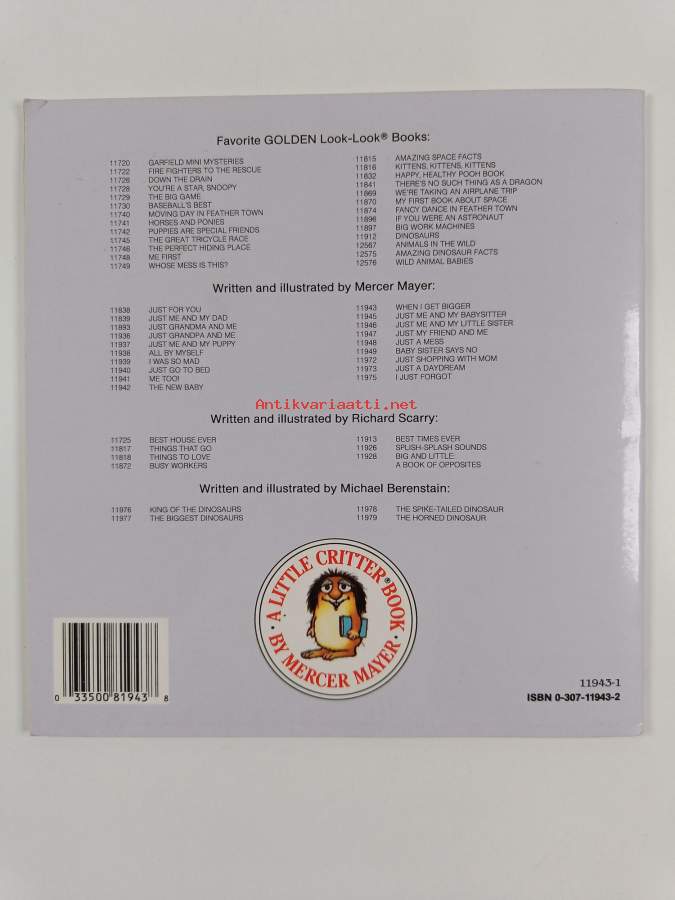 Favorite GOLDEN Look-Look® Books:
11720 GARFIELD MINI MYSTERIES
11722 FIRE FIGHTERS TO THE RESCUE
11726 DOWN THE DRAIN
11728 YOU'RE A STAR, SNOOPY
11729 THE BIG GAME
11730 BASEBALL'S BEST
11740 MOVING DAY IN FEATHER TOWN
11741 HORSES AND PONIES
11742 PUPPIES ARE SPECIAL FRIENDS
11745 THE GREAT TRICYCLE RACE
11746 THE PERFECT HIDING PLACE
11748 ME FIRST
11749 WHOSE MESS IS THIS?
11815 AMAZING SPACE FACTS
11816 KITTENS, KITTENS, KITTENS
11832 HAPPY, HEALTHY POOH BOOK
11841 THERE'S NO SUCH THING AS A DRAGON
11869 WE'RE TAKING AN AIRPLANE TRIP
11870 MY FIRST BOOK ABOUT SPACE
11874 FANCY DANCE IN FEATHER TOWN
11896 IF YOU WERE AN ASTRONAUT
11897 BIG WORK MACHINES
11912 DINOSAURS
12567 ANIMALS IN THE WILD
12575 AMAZING DINOSAUR FACTS
12576 WILD ANIMAL BABIES
Written and illustrated by Mercer Mayer:
11838 JUST FOR YOU
11839 JUST ME AND MY DAD
11893 JUST GRANDMA AND ME
11936 JUST GRANDPA AND ME
11937 JUST ME AND MY PUPPY
11938 ALL BY MYSELF
11939 I WAS SO MAD
11940 JUST GO TO BED
11941 ME TOO!
11942 THE NEW BABY
11943 WHEN I GET BIGGER
11945 JUST ME AND MY BABYSITTER
11946 JUST ME AND MY LITTLE SISTER
11947 JUST MY FRIEND AND ME
11948 JUST A MESS
11949 BABY SISTER SAYS NO
11972 JUST SHOPPING WITH MOM
11973 JUST A DAYDREAM
11975 I JUST FORGOT
Antikvariaatti.net
Written and illustrated by Richard Scarry:
11725 BEST HOUSE EVER
11817 THINGS THAT GO
11818 THINGS TO LOVE
11872 BUSY WORKERS
11913 BEST TIMES EVER
11926 SPLISH-SPLASH SOUNDS
11928 BIG AND LITTLE:
A BOOK OF OPPOSITES
Written and illustrated by Michael Berenstain:
11976 KING OF THE DINOSAURS
11977 THE BIGGEST DINOSAURS
11978 THE SPIKE-TAILED DINOSAUR
11979 THE HORNED DINOSAUR
A LITTLE CRITTER® BOOK
BY MERCER MAYER
0 33500 81943 8
11943-1
ISBN 0-307-11943-2